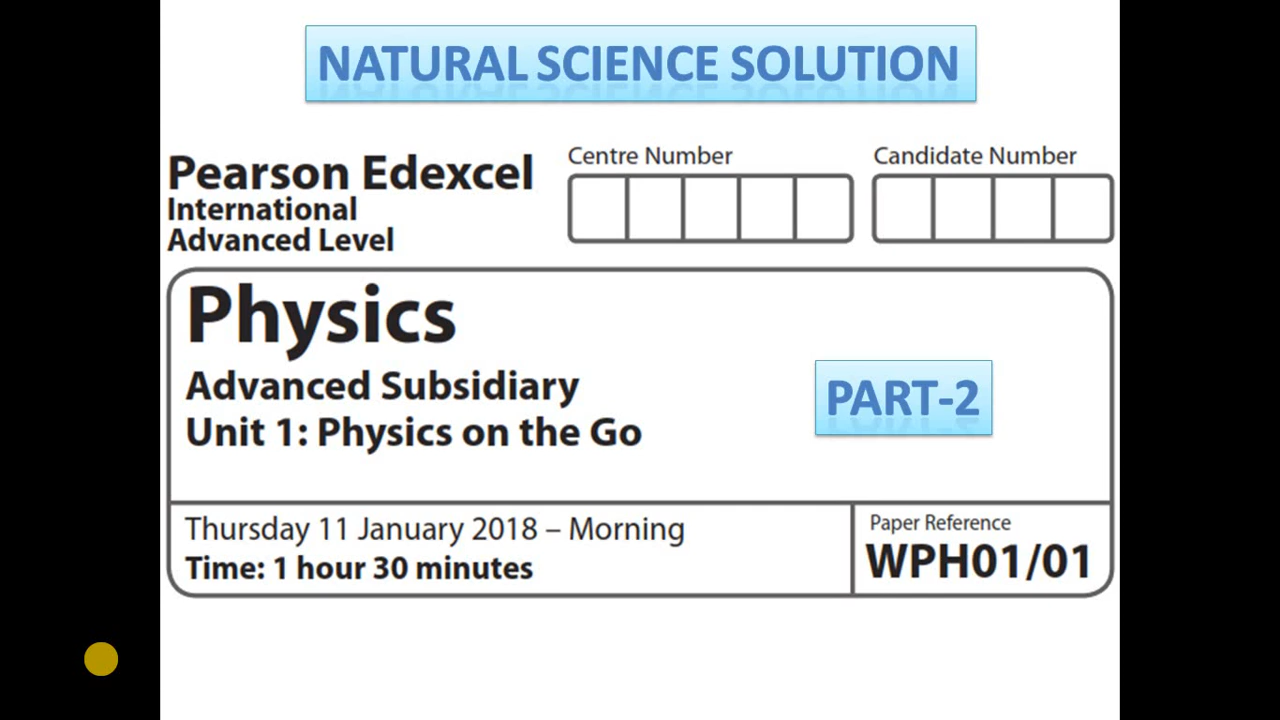 NATURAL SCIENCE SOLUTION
Pearson Edexcel
International
Advanced Level
Centre Number
Candidate Number
Physics
Advanced Subsidiary
Unit 1: Physics on the Go
PART-2
Thursday 11 January 2018 – Morning
Time: 1 hour 30 minutes
Paper Reference
WPH01/01